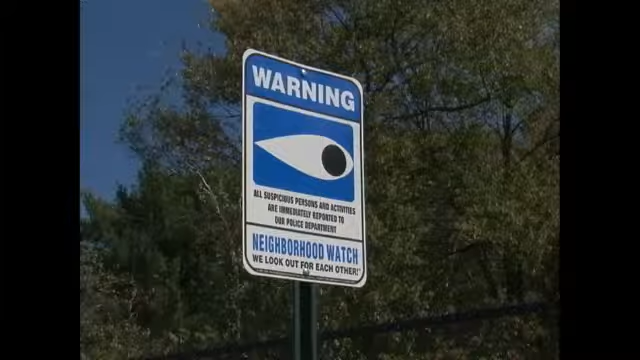 WARNING
ALL SUSPICIOUS PERSONS AND ACTIVITIES
ARE IMMEDIATELY REPORTED TO
OUR POLICE DEPARTMENT
NEIGHBORHOOD WATCH
WE LOOK OUT FOR EACH OTHER!